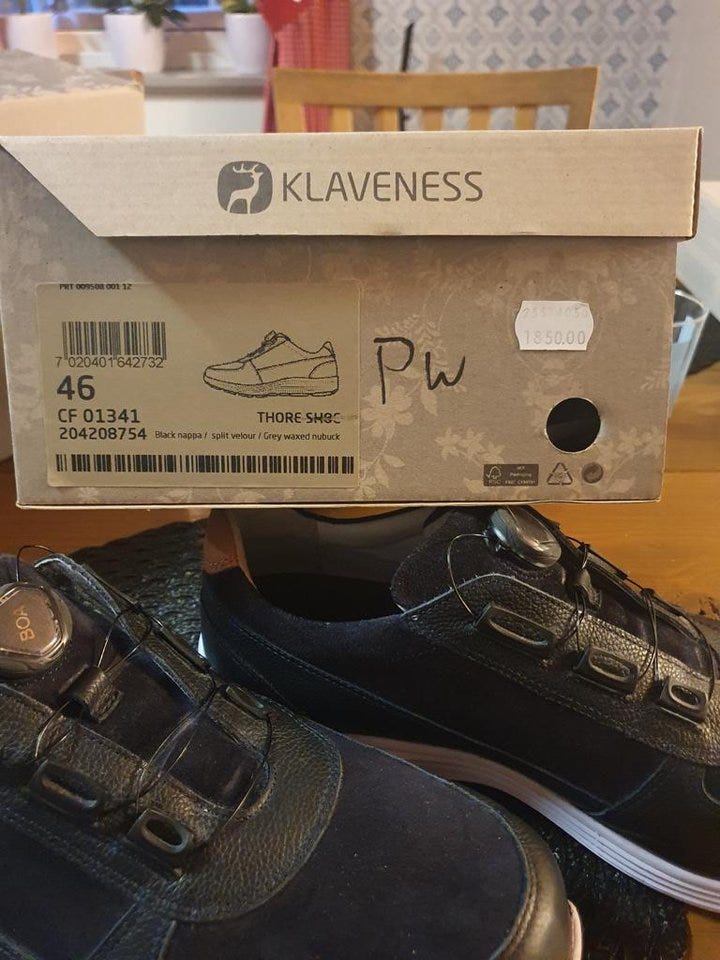 KLAVENESS
PRT 009508 001 12
7 020401 642732
46
CF 01341
THORE SHOE
204208754 Black nappa / split velour / Grey waxed nubuck
PW
1850.00
FSC
BOA